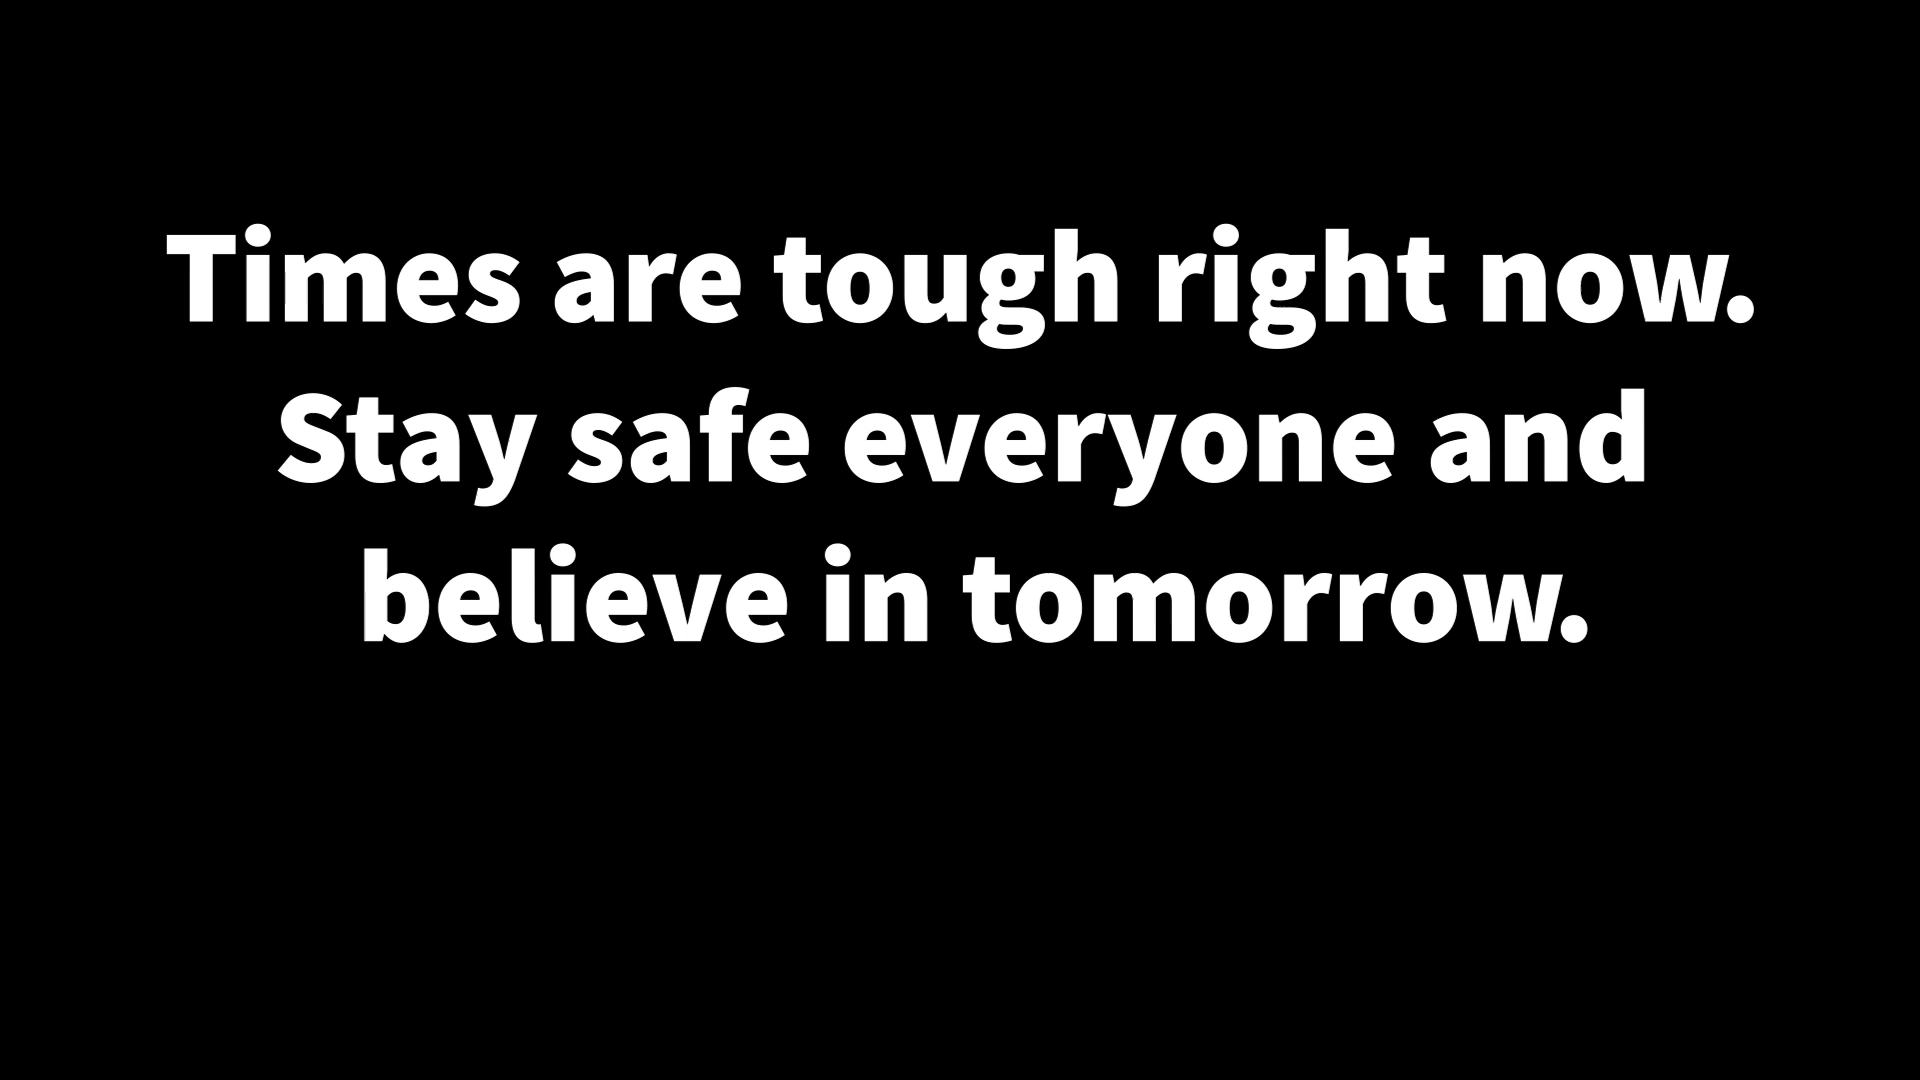 Times are tough right now.
Stay safe everyone and
believe in tomorrow.